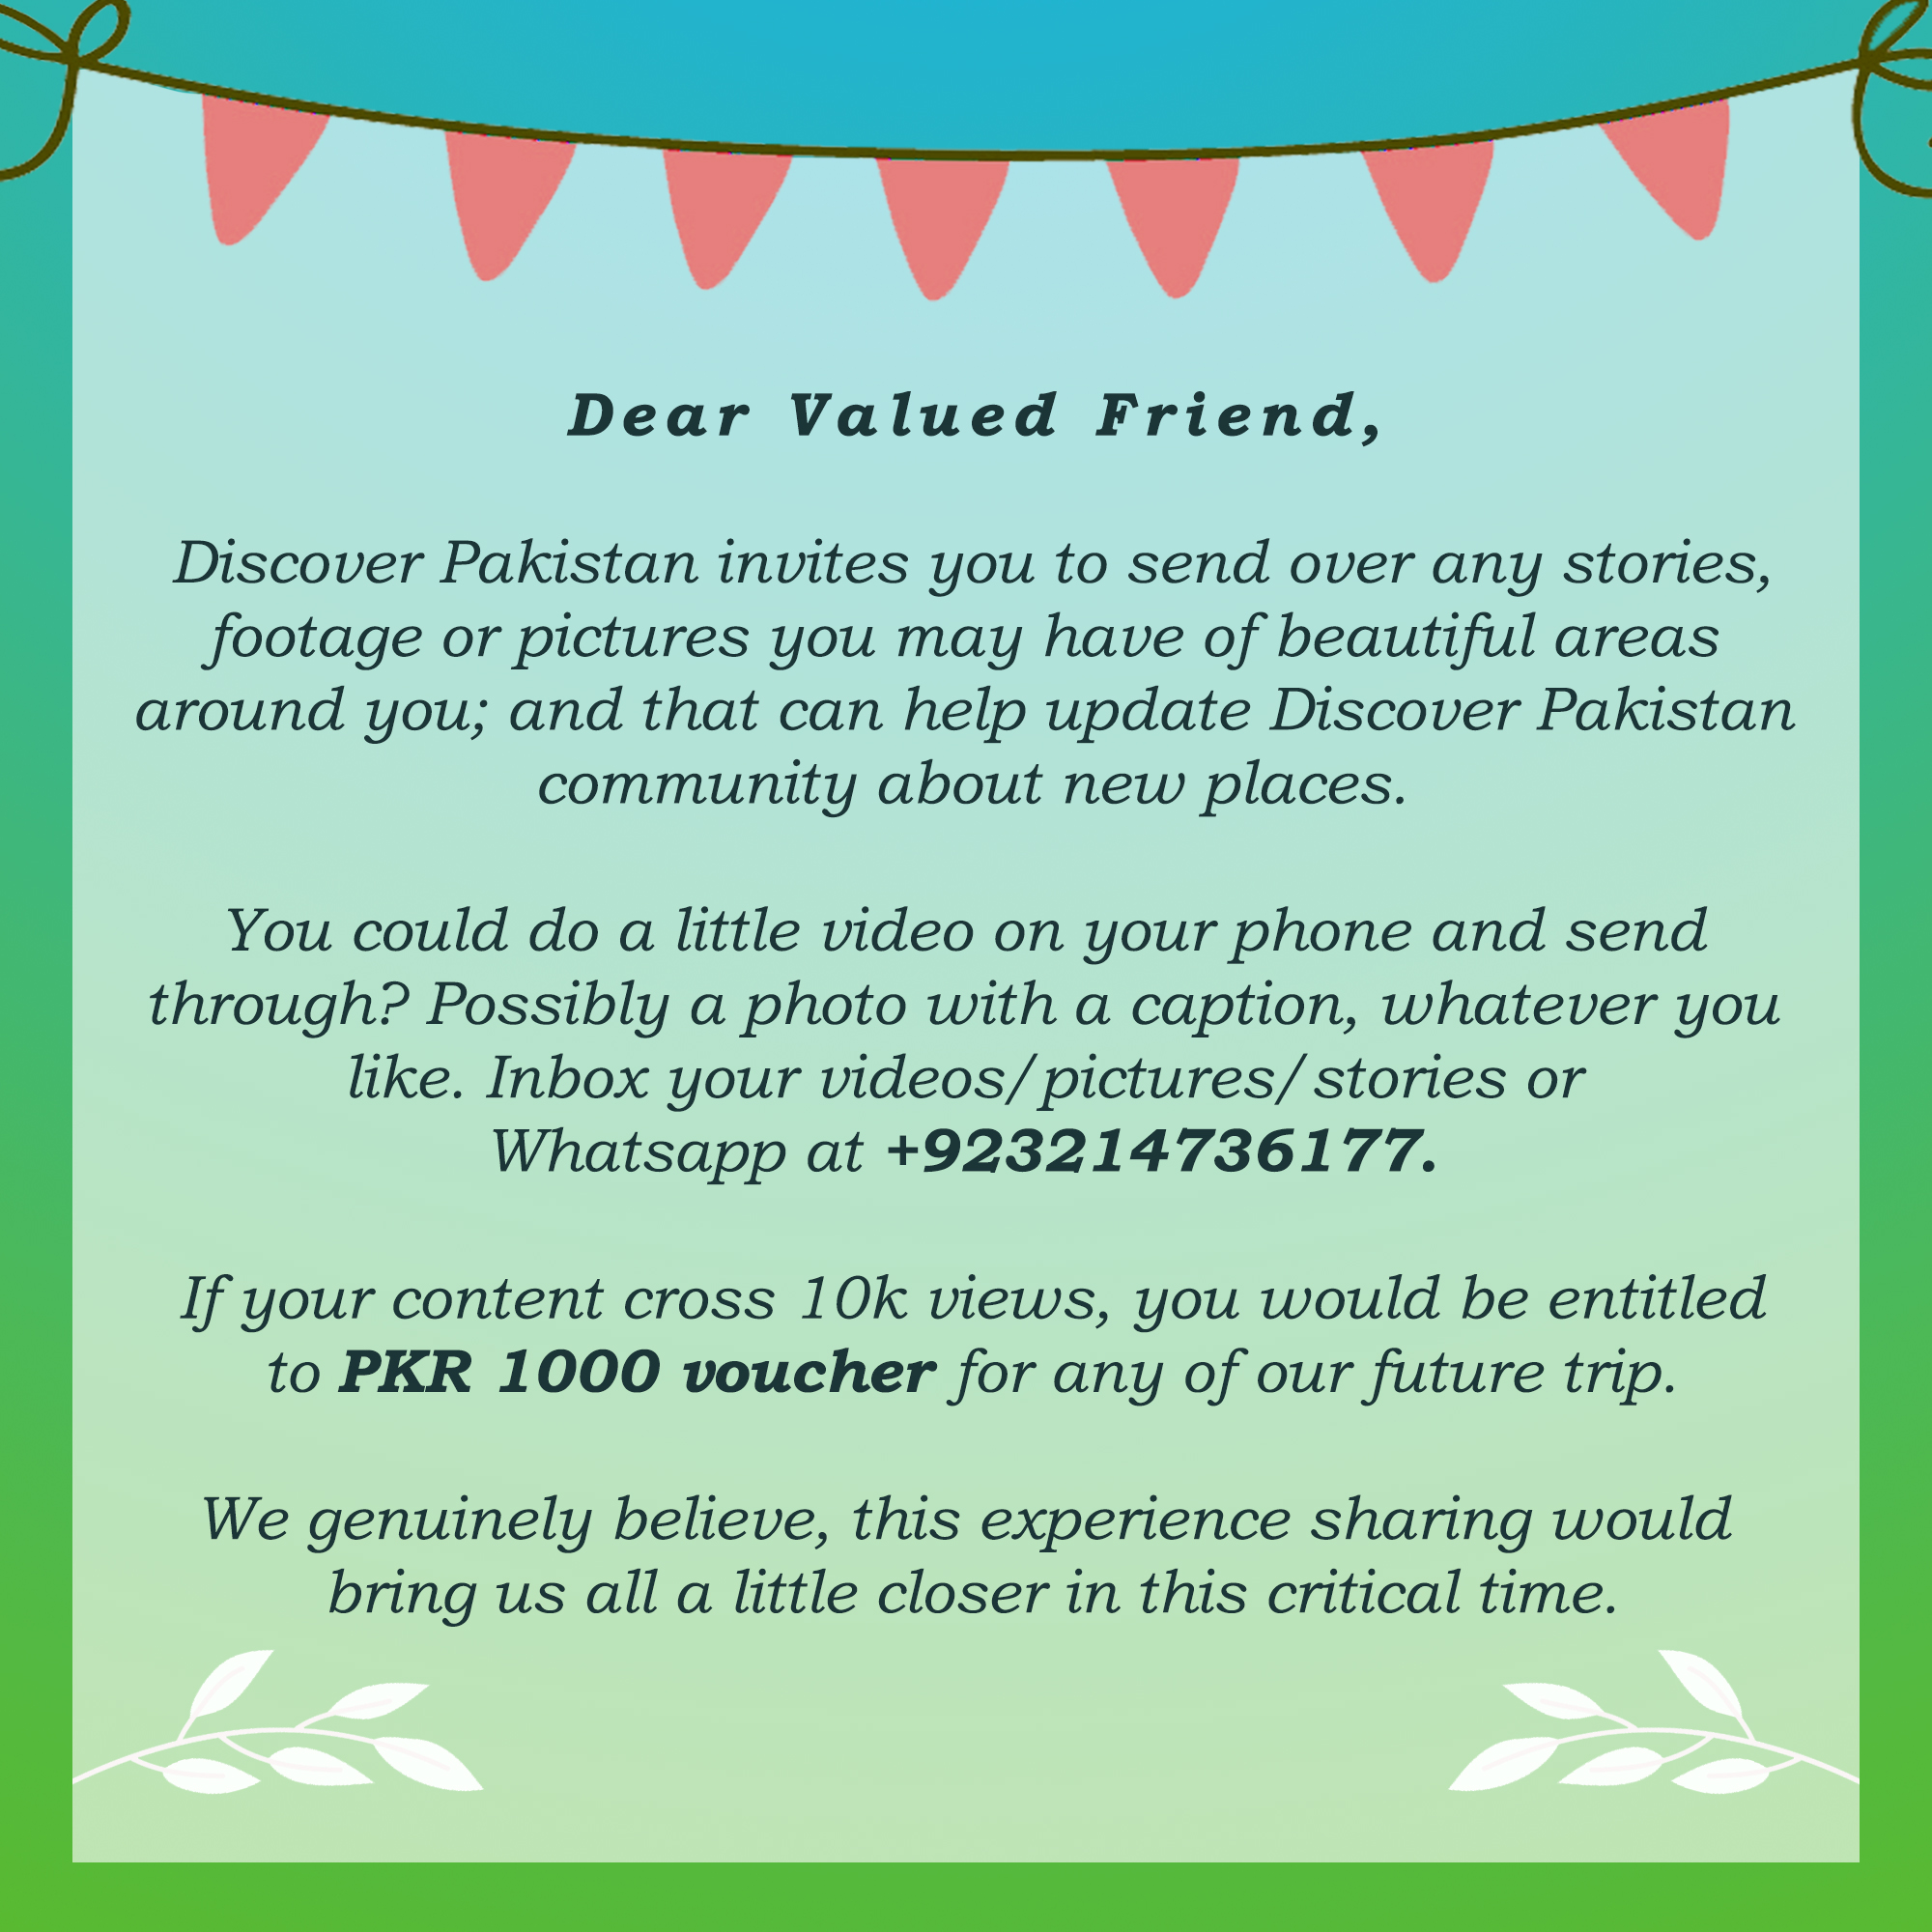 Dear Valued Friend,
Discover Pakistan invites you to send over any stories,
footage or pictures you may have of beautiful areas
around you; and that can help update Discover Pakistan
community about new places.
You could do a little video on your phone and send
through? Possibly a photo with a caption, whatever you
like. Inbox your videos/pictures/stories or
Whatsapp at +923214736177.
If your content cross 10k views, you would be entitled
to PKR 1000 voucher for any of our future trip.
We genuinely believe, this experience sharing would
bring us all a little closer in this critical time.